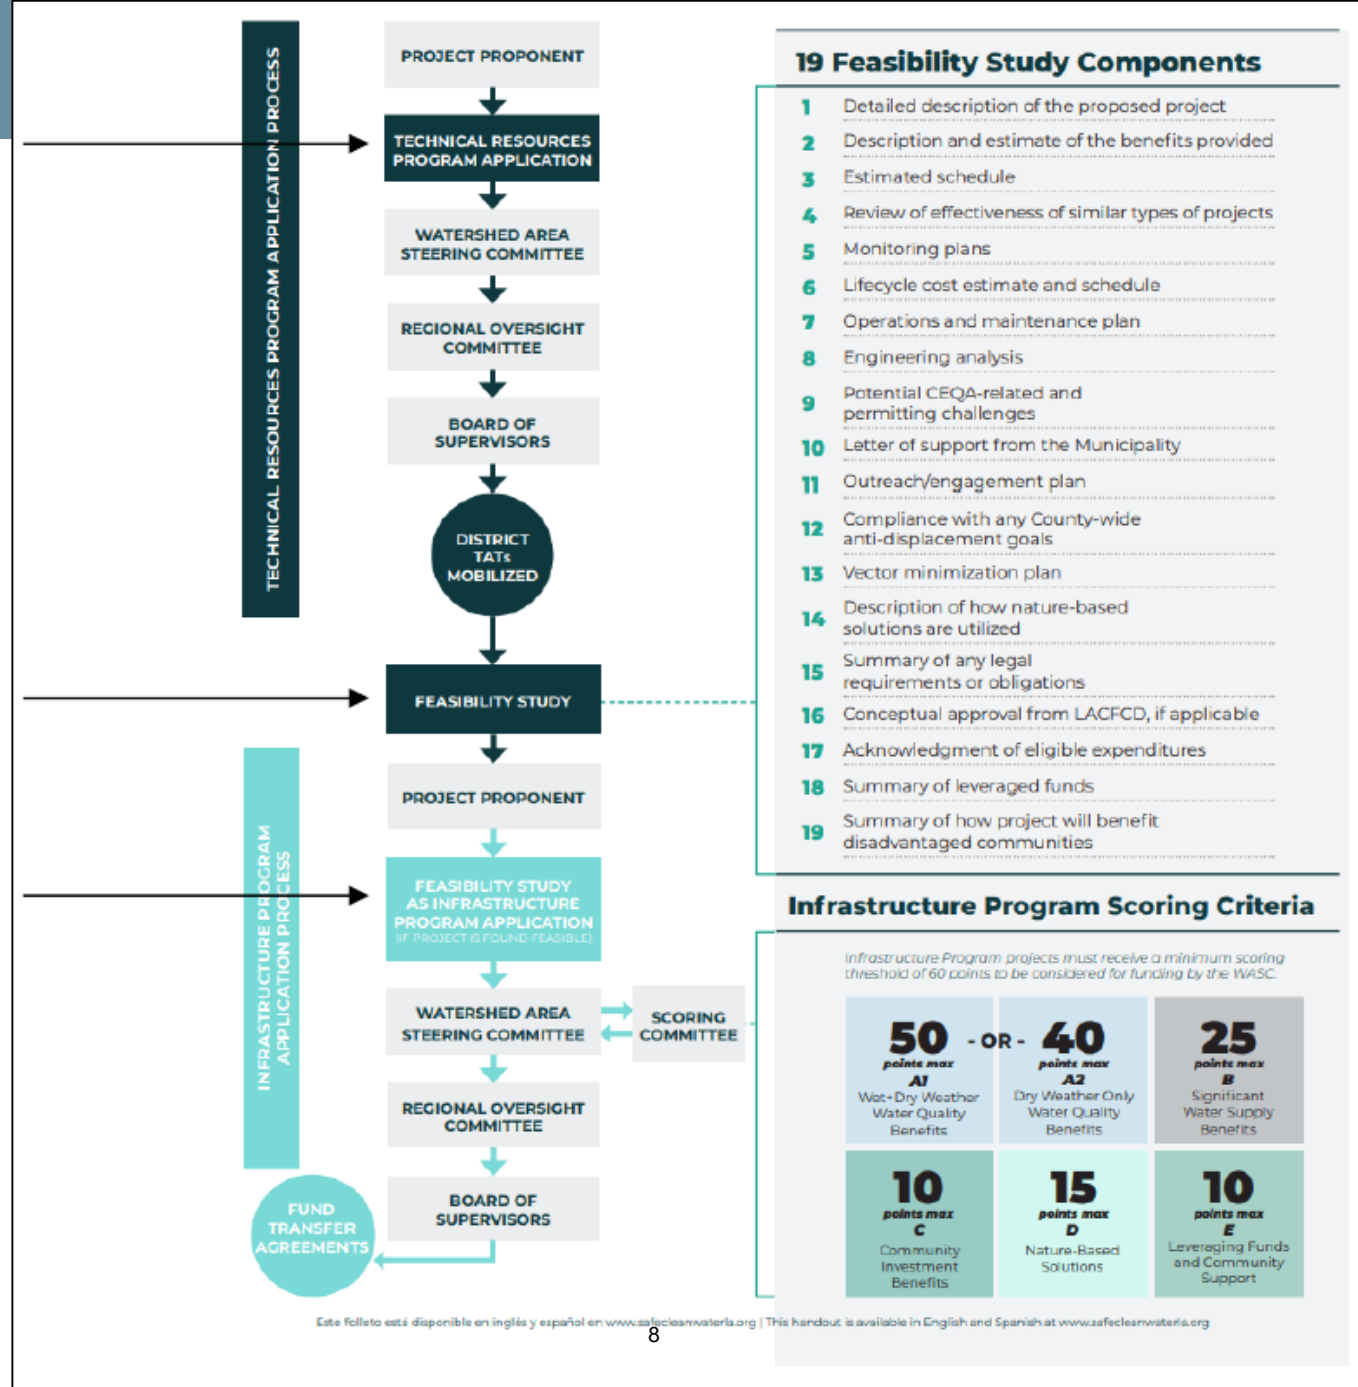 TECHNICAL RESOURCES PROGRAM APPLICATION PROCESS
PROJECT PROPONENT
TECHNICAL RESOURCES
PROGRAM APPLICATION
WATERSHED AREA
STEERING COMMITTEE
REGIONAL OVERSIGHT
COMMITTEE
BOARD OF
SUPERVISORS
DISTRICT
TATs
MOBILIZED
FEASIBILITY STUDY
INFRASTRUCTURE PROGRAM
APPLICATION PROCESS
PROJECT PROPONENT
FEASIBILITY STUDY
AS INFRASTRUCTURE
PROGRAM APPLICATION
(IF PROJECT IS FOUND FEASIBLE)
WATERSHED AREA
STEERING COMMITTEE
SCORING
COMMITTEE
REGIONAL OVERSIGHT
COMMITTEE
BOARD OF
SUPERVISORS
FUND
TRANSFER
AGREEMENTS
19 Feasibility Study Components
1 Detailed description of the proposed project
2 Description and estimate of the benefits provided
3 Estimated schedule
4 Review of effectiveness of similar types of projects
5 Monitoring plans
6 Lifecycle cost estimate and schedule
7 Operations and maintenance plan
8 Engineering analysis
9 Potential CEQA-related and
permitting challenges
10 Letter of support from the Municipality
11 Outreach/engagement plan
12 Compliance with any County-wide
anti-displacement goals
13 Vector minimization plan
14 Description of how nature-based
solutions are utilized
15 Summary of any legal
requirements or obligations
16 Conceptual approval from LACFCD, if applicable
17 Acknowledgment of eligible expenditures
18 Summary of leveraged funds
19 Summary of how project will benefit
disadvantaged communities
Infrastructure Program Scoring Criteria
Infrastructure Program projects must receive a minimum scoring
threshold of 60 points to be considered for funding by the WASC.
50
points max
A1
Wet+Dry Weather
Water Quality
Benefits
- OR -
40
points max
A2
Dry Weather Only
Water Quality
Benefits
25
points max
B
Significant
Water Supply
Benefits
10
points max
C
Community
Investment
Benefits
15
points max
D
Nature-Based
Solutions
10
points max
E
Leveraging Funds
and Community
Support
Este folleto está disponible en inglés y español en www.safecleanwaterla.org | This handout is available in English and Spanish at www.safecleanwaterla.org
8